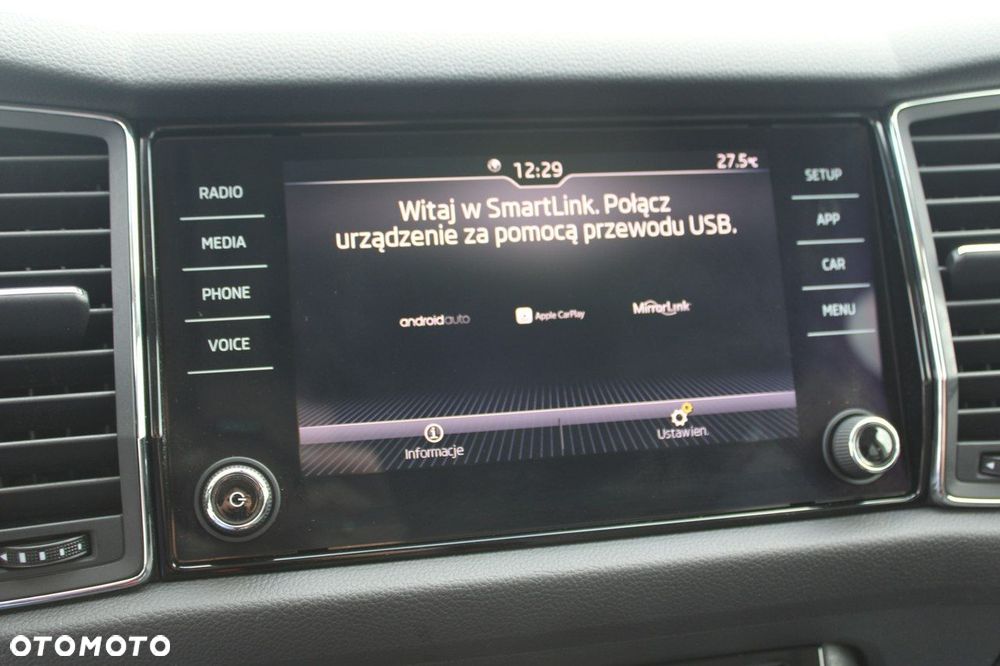 12:29
27.5°C
Witaj w SmartLink. Połącz
urządzenie za pomocą przewodu USB.
androidauto
Apple CarPlay
MirrorLink
Informacje
Ustawien.
RADIO
MEDIA
PHONE
VOICE
SETUP
APP
CAR
MENU
OTOMOTO